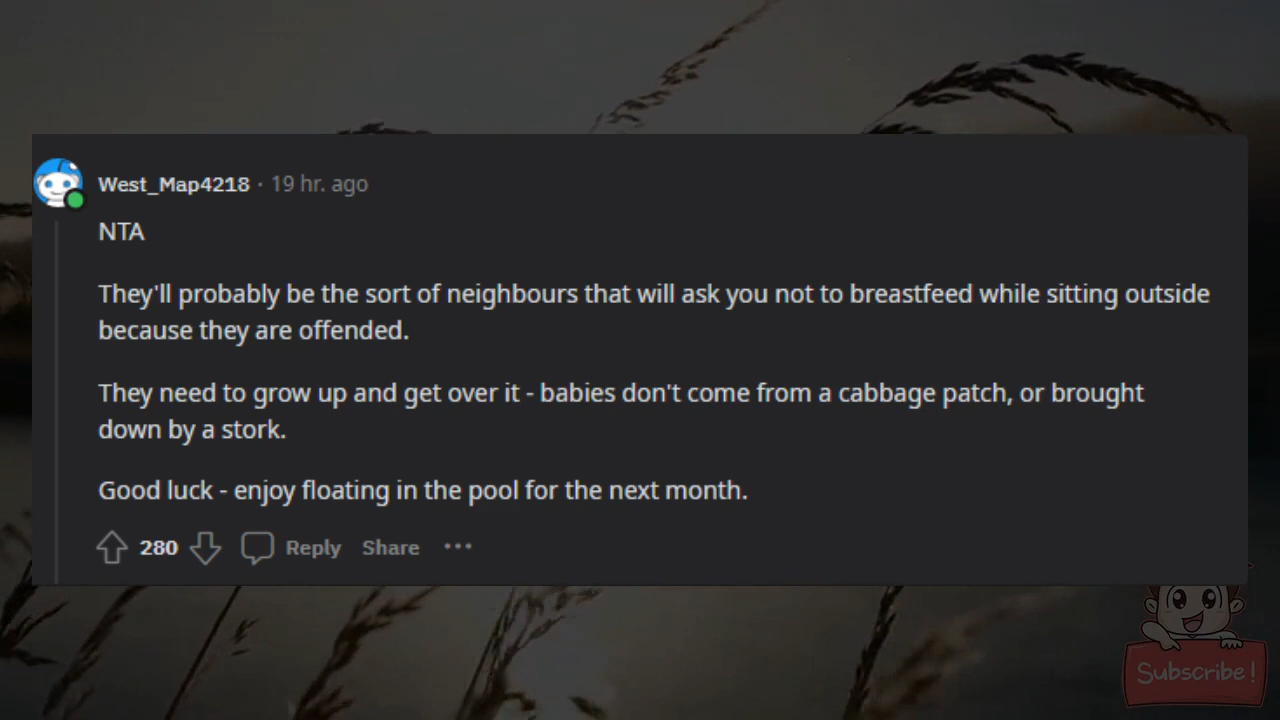 West_Map4218 · 19 hr. ago
NTA
They'll probably be the sort of neighbours that will ask you not to breastfeed while sitting outside
because they are offended.
They need to grow up and get over it - babies don't come from a cabbage patch, or brought
down by a stork.
Good luck - enjoy floating in the pool for the next month.
280 Reply Share ···
Subscribe!